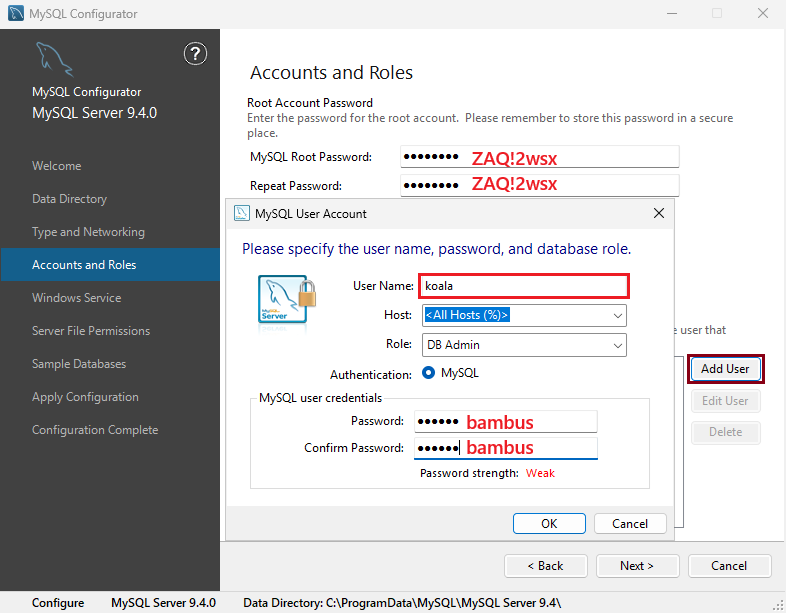 MySQL Configurator
?
MySQL Configurator
MySQL Server 9.4.0
Welcome
Data Directory
Type and Networking
Accounts and Roles
Windows Service
Server File Permissions
Sample Databases
Apply Configuration
Configuration Complete
Accounts and Roles
Root Account Password
Enter the password for the root account. Please remember to store this password in a secure
place.
MySQL Root Password: ●●●●●●●● ZAQ!2wsx
Repeat Password: ●●●●●●●● ZAQ!2wsx
MySQL User Account
Please specify the user name, password, and database role.
MySQL
Server
User Name: koala
Host: <All Hosts (%)>
Role: DB Admin
Authentication: MySQL
MySQL user credentials
Password: ●●●●●● bambus
Confirm Password: ●●●●●● bambus
Password strength: Weak
OK Cancel
e user that
Add User
Edit User
Delete
< Back Next > Cancel
Configure MySQL Server 9.4.0 Data Directory: C:\ProgramData\MySQL\MySQL Server 9.4\